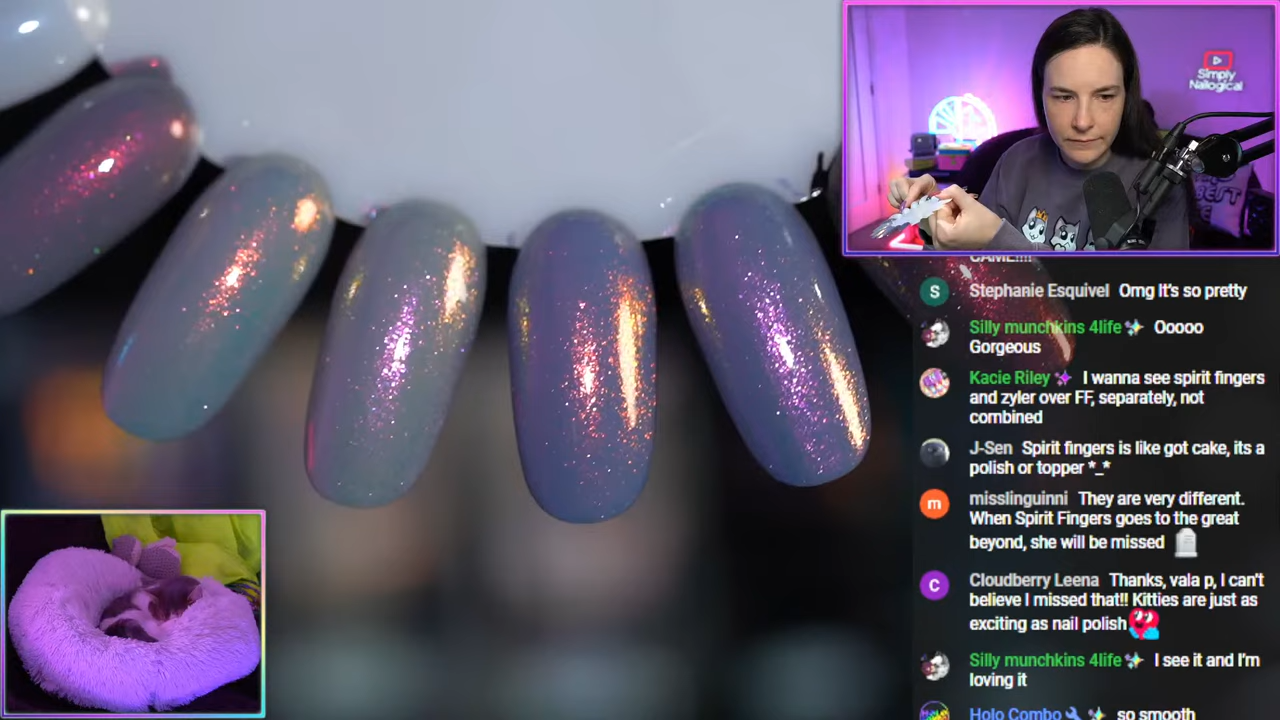 Simply
Nailogical
BEST
CAME!!!!
S Stephanie Esquivel Omg It's so pretty
Silly munchkins 4life Ooooo
Gorgeous
Kacie Riley I wanna see spirit fingers
and zyler over FF, separately, not
combined
J-Sen Spirit fingers is like got cake, its a
polish or topper *_*
m misslinguinni They are very different.
When Spirit Fingers goes to the great
beyond, she will be missed
C Cloudberry Leena Thanks, vala p, I can't
believe I missed that!! Kitties are just as
exciting as nail polish
Silly munchkins 4life I see it and I'm
loving it
Holo Combo so smooth